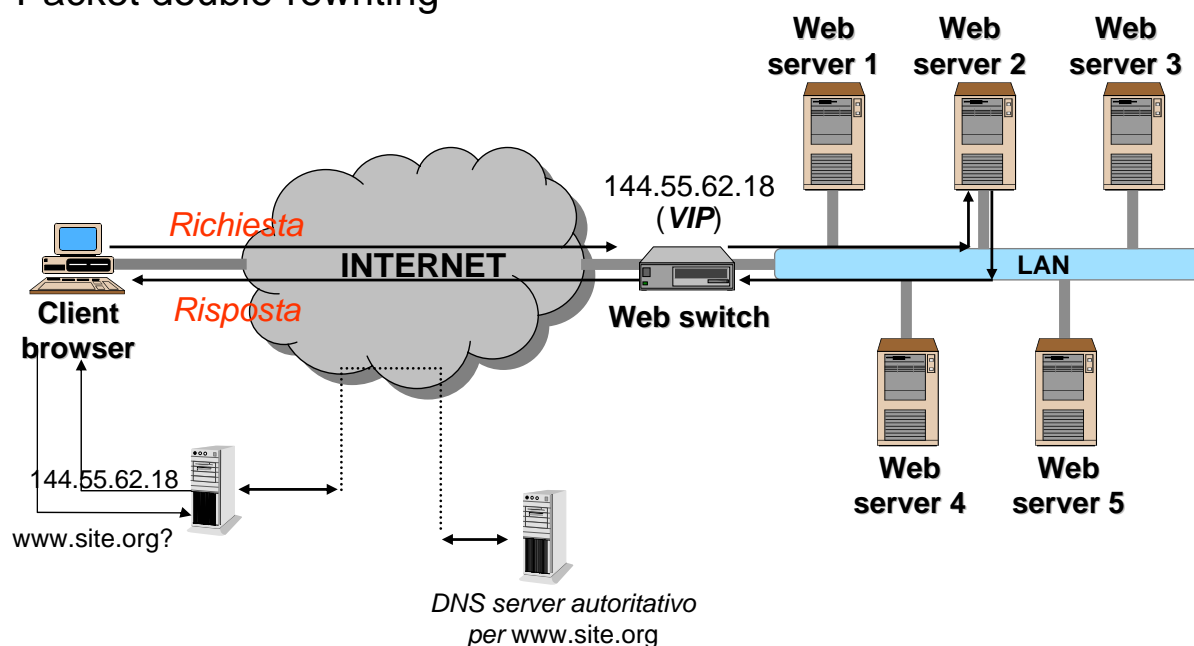 Packet double rewriting
Web
server 1
Web
server 2
Web
server 3
144.55.62.18
(VIP)
Richiesta
INTERNET
LAN
Risposta
Client
browser
Web switch
144.55.62.18
www.site.org?
Web
server 4
Web
server 5
DNS server autoritativo
per www.site.org